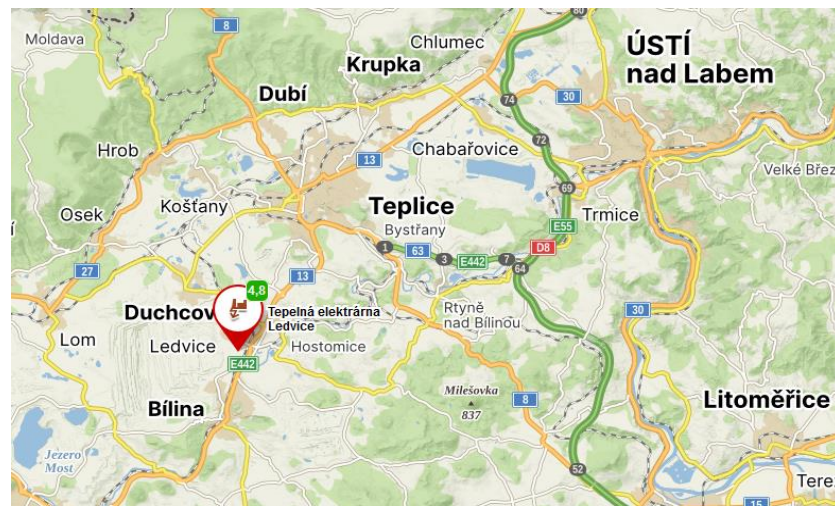 Moldava
8
Chlumec
80
ÚSTÍ
nad Labem
Krupka
Dubí
74
30
Hrob
13
Chabařovice
72
Velké Břez
Osek
Košťany
Teplice
69
Trmice
Bystřany
E55
1
63
3
E442
7
D8
64
27
13
4,8
Duchcov
Tepelná elektrárna
Ledvice
Rtyně
nad Bílinou
30
Lom
Ledvice
Hostomice
E442
Bílina
Milešovka
837
8
Litoměřice
Jezero
Most
52
Terez
15